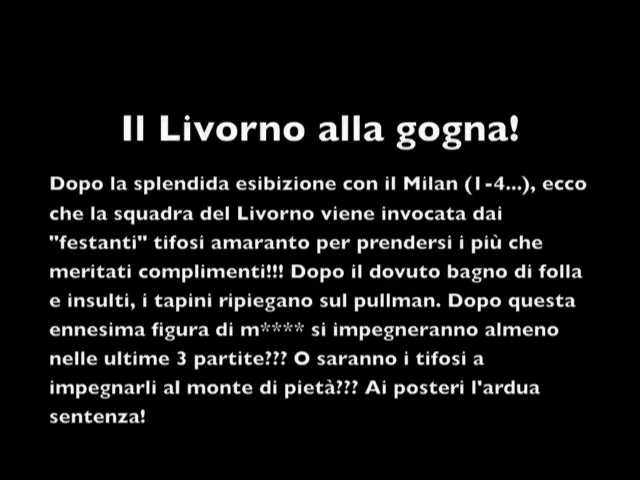 Il Livorno alla gogna!
Dopo la splendida esibizione con il Milan (1-4...), ecco
che la squadra del Livorno viene invocata dai
"festanti" tifosi amaranto per prendersi i più che
meritati complimenti!!! Dopo il dovuto bagno di folla
e insulti, i tapini ripiegano sul pullman. Dopo questa
ennesima figura di m**** si impegneranno almeno
nelle ultime 3 partite??? O saranno i tifosi a
impegnarli al monte di pietà??? Ai posteri l'ardua
sentenza!